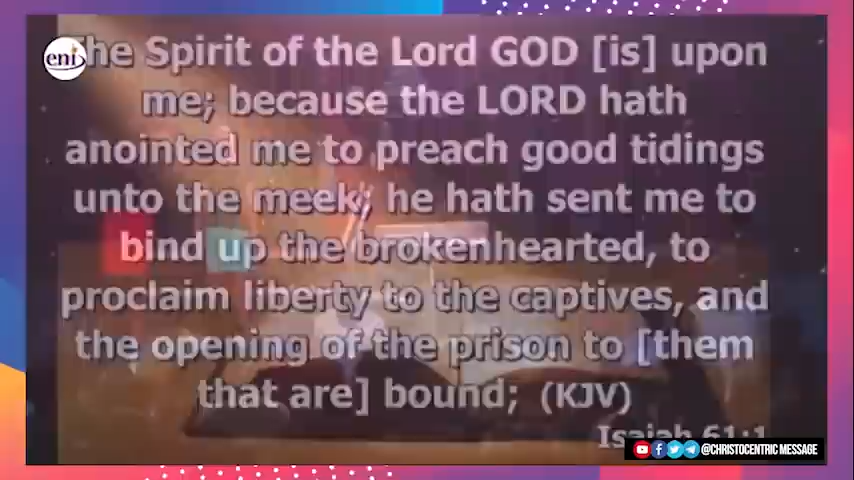 eni
The Spirit of the Lord GOD [is] upon
me; because the LORD hath
anointed me to preach good tidings
unto the meek; he hath sent me to
bind up the brokenhearted, to
proclaim liberty to the captives, and
the opening of the prison to [them
that are] bound; (KJV)
Isaiah 61:1
@CHRISTOCENTRIC MESSAGE